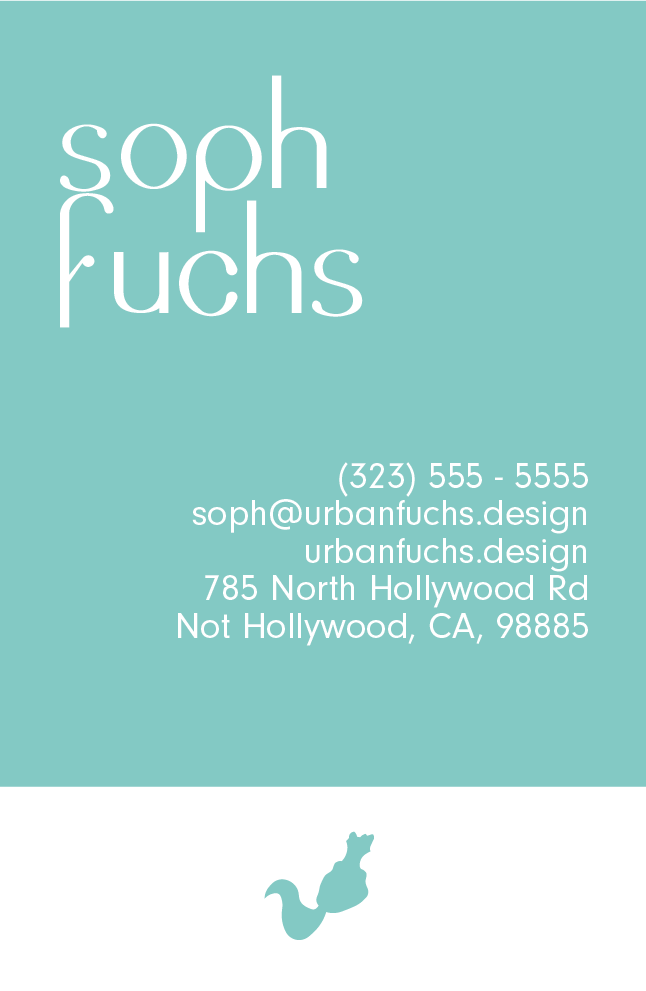 soph
fuchs
(323) 555 - 5555
soph@urbanfuchs.design
urbanfuchs.design
785 North Hollywood Rd
Not Hollywood, CA, 98885